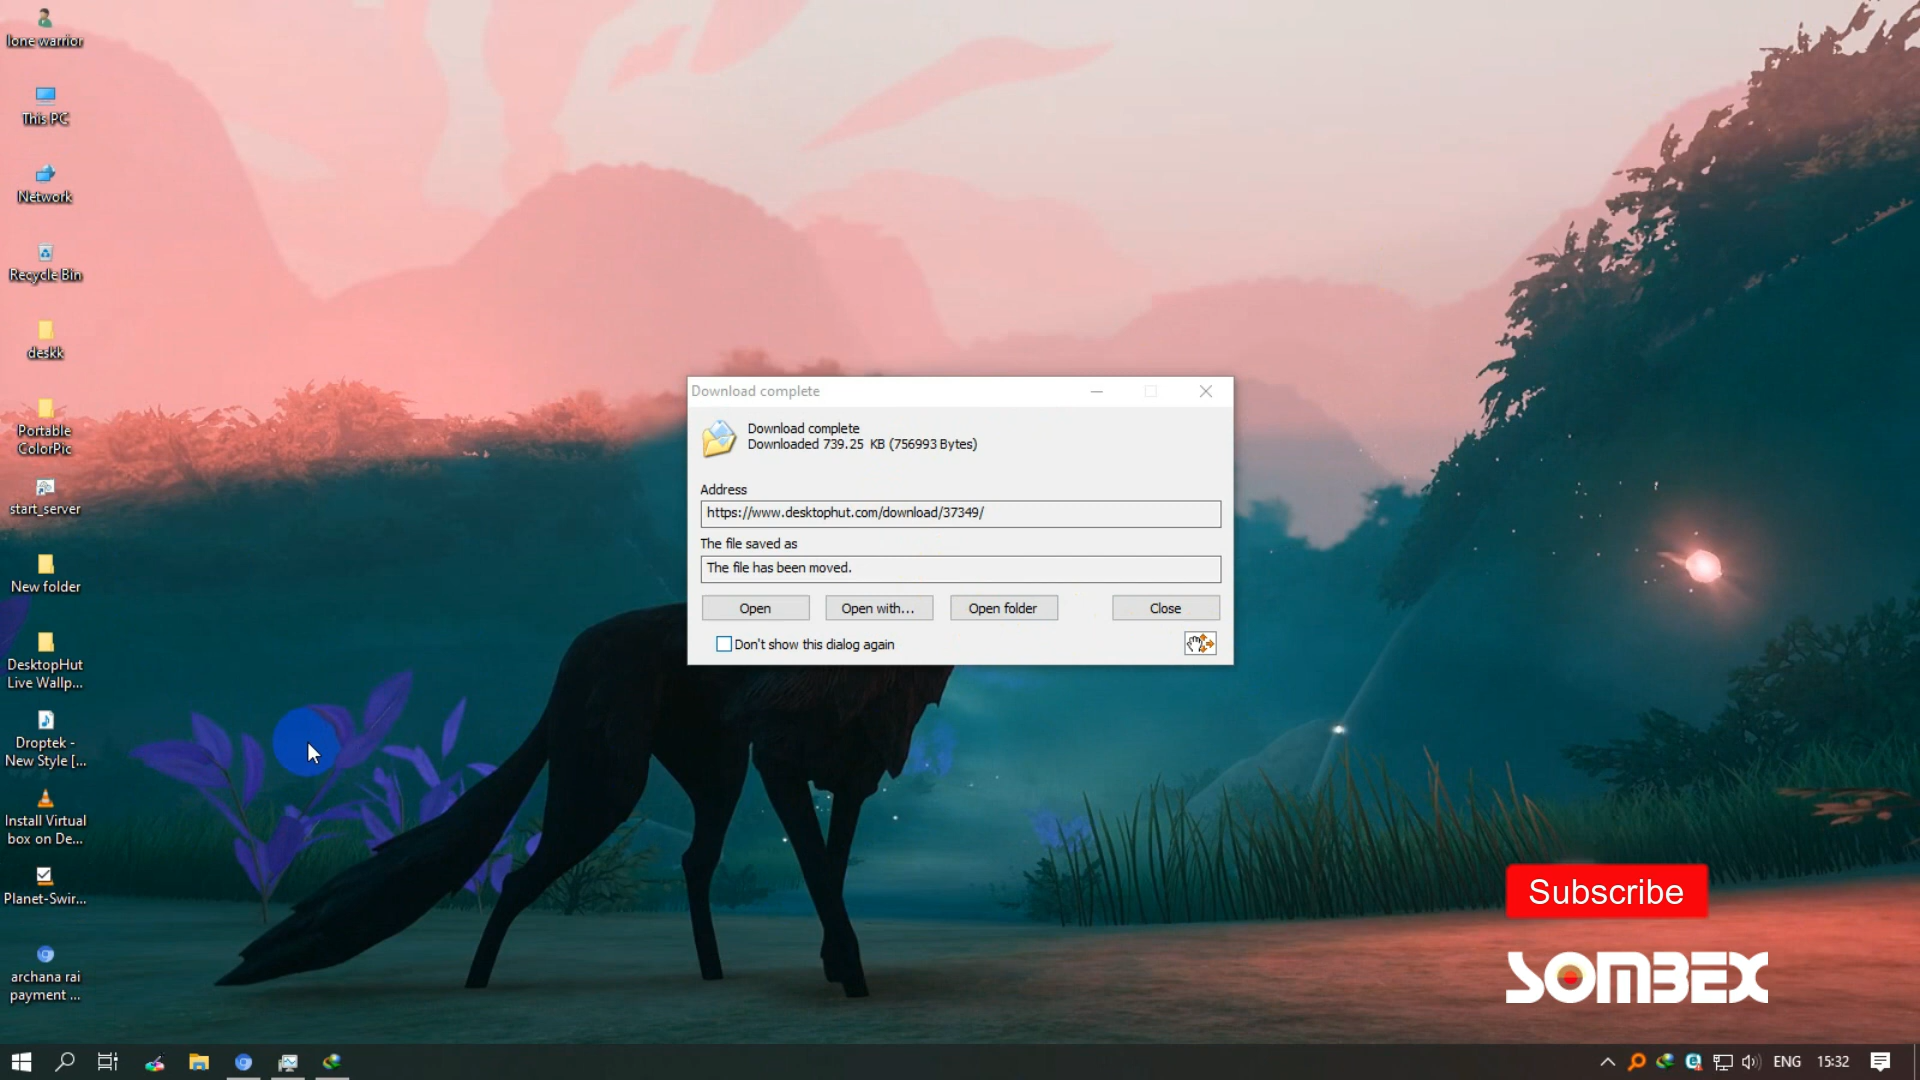 lone warrior
This PC
Network
Recycle Bin
deskk
Portable
ColorPic
start_server
New folder
DesktopHut
Live Wallp...
Droptek -
New Style [...
Install Virtual
box on De...
Planet-Swir...
archana rai
payment ...
Download complete
Download complete
Downloaded 739.25 KB (756993 Bytes)
Address
https://www.desktophut.com/download/37349/
The file saved as
The file has been moved.
Open
Open with...
Open folder
Close
Don't show this dialog again
Subscribe
SOMBEX
ENG
15:32